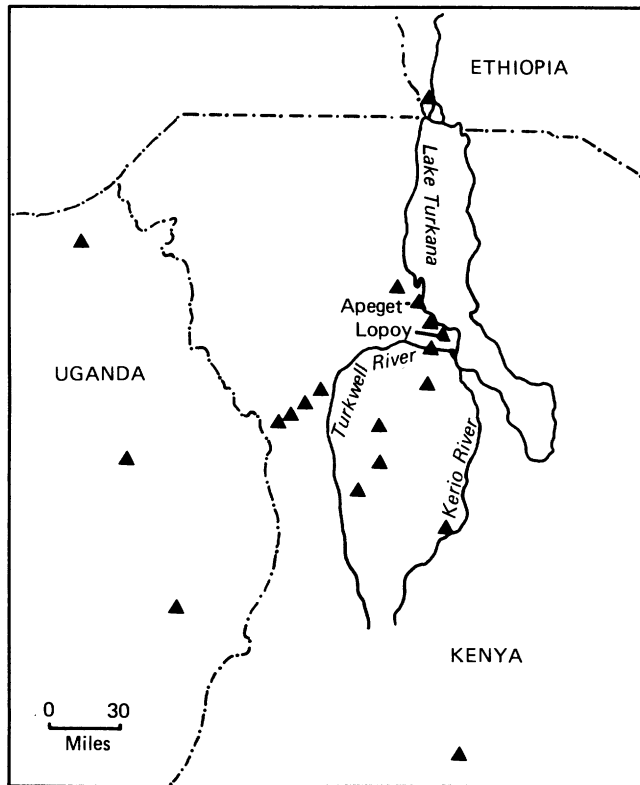 ETHIOPIA
Lake Turkana
Apeget
Lopoy
UGANDA
Turkwell River
Kerio River
KENYA
0 30
Miles